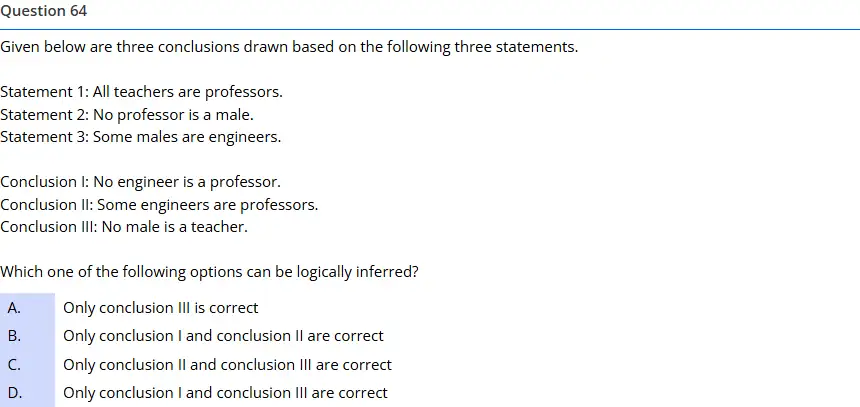 Question 64
Given below are three conclusions drawn based on the following three statements.
Statement 1: All teachers are professors.
Statement 2: No professor is a male.
Statement 3: Some males are engineers.
Conclusion I: No engineer is a professor.
Conclusion II: Some engineers are professors.
Conclusion III: No male is a teacher.
Which one of the following options can be logically inferred?
A. Only conclusion III is correct
B. Only conclusion I and conclusion II are correct
C. Only conclusion II and conclusion III are correct
D. Only conclusion I and conclusion III are correct